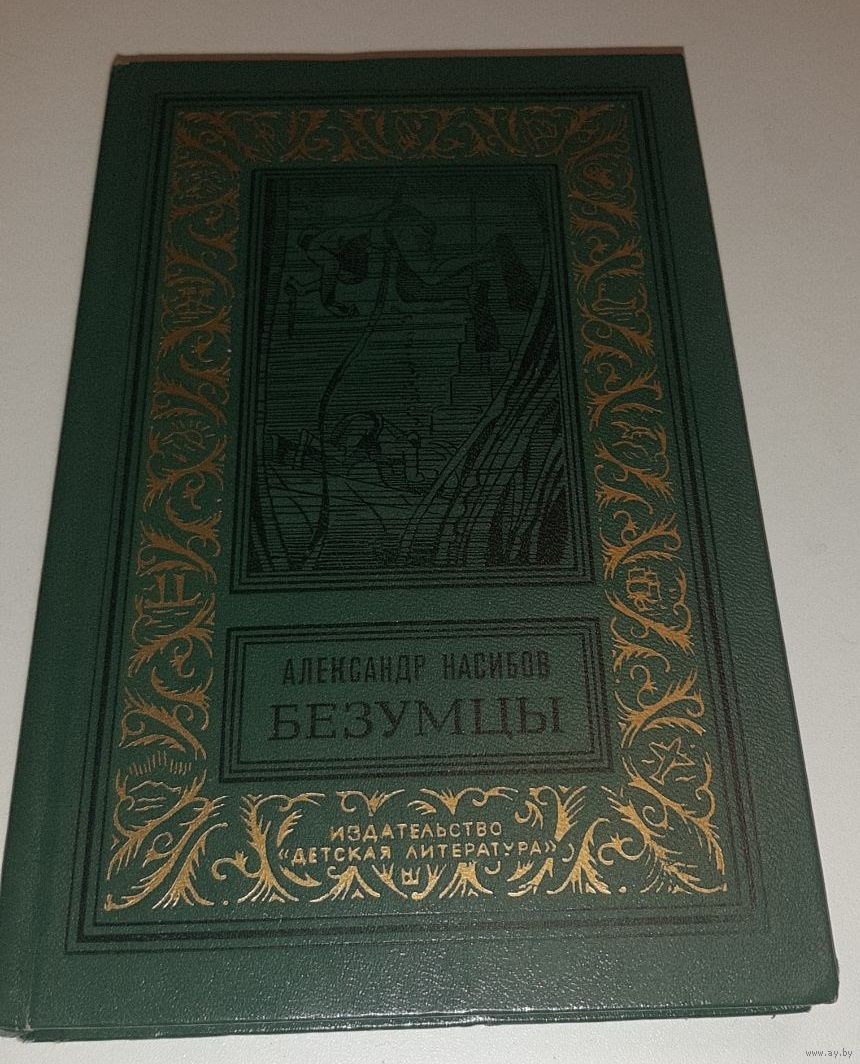 АЛЕКСАНДР НАСИБОВ
БЕЗУМЦЫ
ИЗДАТЕЛЬСТВО
«ДЕТСКАЯ ЛИТЕРАТУРА»
www.ay.by